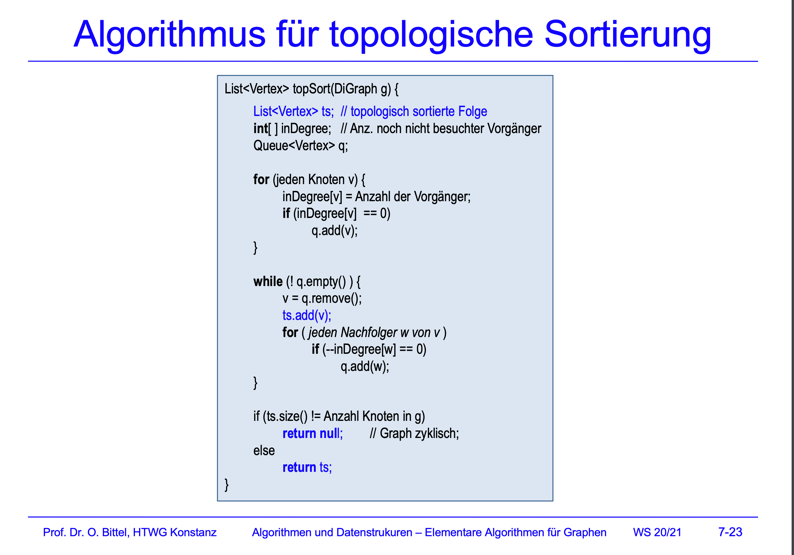 Algorithmus für topologische Sortierung
List<Vertex> topSort(DiGraph g) {
List<Vertex> ts; // topologisch sortierte Folge
int[ ] inDegree; // Anz. noch nicht besuchter Vorgänger
Queue<Vertex> q;
for (jeden Knoten v) {
inDegree[v] = Anzahl der Vorgänger;
if (inDegree[v] == 0)
q.add(v);
}
while (! q.empty() ) {
v = q.remove();
ts.add(v);
for ( jeden Nachfolger w von v )
if (--inDegree[w] == 0)
q.add(w);
}
if (ts.size() != Anzahl Knoten in g)
return null; // Graph zyklisch;
else
return ts;
}
Prof. Dr. O. Bittel, HTWG Konstanz Algorithmen und Datenstrukuren – Elementare Algorithmen für Graphen WS 20/21 7-23